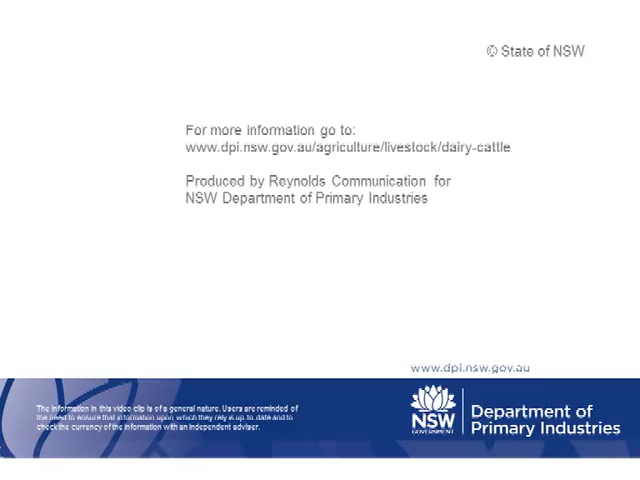 © State of NSW
For more information go to:
www.dpi.nsw.gov.au/agriculture/livestock/dairy-cattle
Produced by Reynolds Communication for
NSW Department of Primary Industries
www.dpi.nsw.gov.au
The information in this video clip is of a general nature. Users are reminded of
the need to ensure that information upon which they rely is up to date and to
check the currency of the information with an independent adviser.
NSW
GOVERNMENT
Department of
Primary Industries